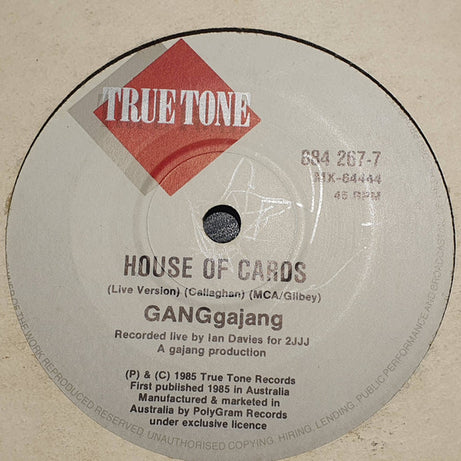 TRUE TONE
684 267-7
MX-64444
45 RPM
HOUSE OF CARDS
(Live Version) (Callaghan) (MCA/Gilbey)
GANGgajang
Recorded live by Ian Davies for 2JJJ
A gajang production
(P) & (C) 1985 True Tone Records
First published 1985 in Australia
Manufactured & marketed in
Australia by PolyGram Records
under exclusive licence
OF THE WORK REPRODUCED RESERVED. UNAUTHORISED COPYING, HIRING, LENDING, PUBLIC PERFORMANCE AND BROADCAST